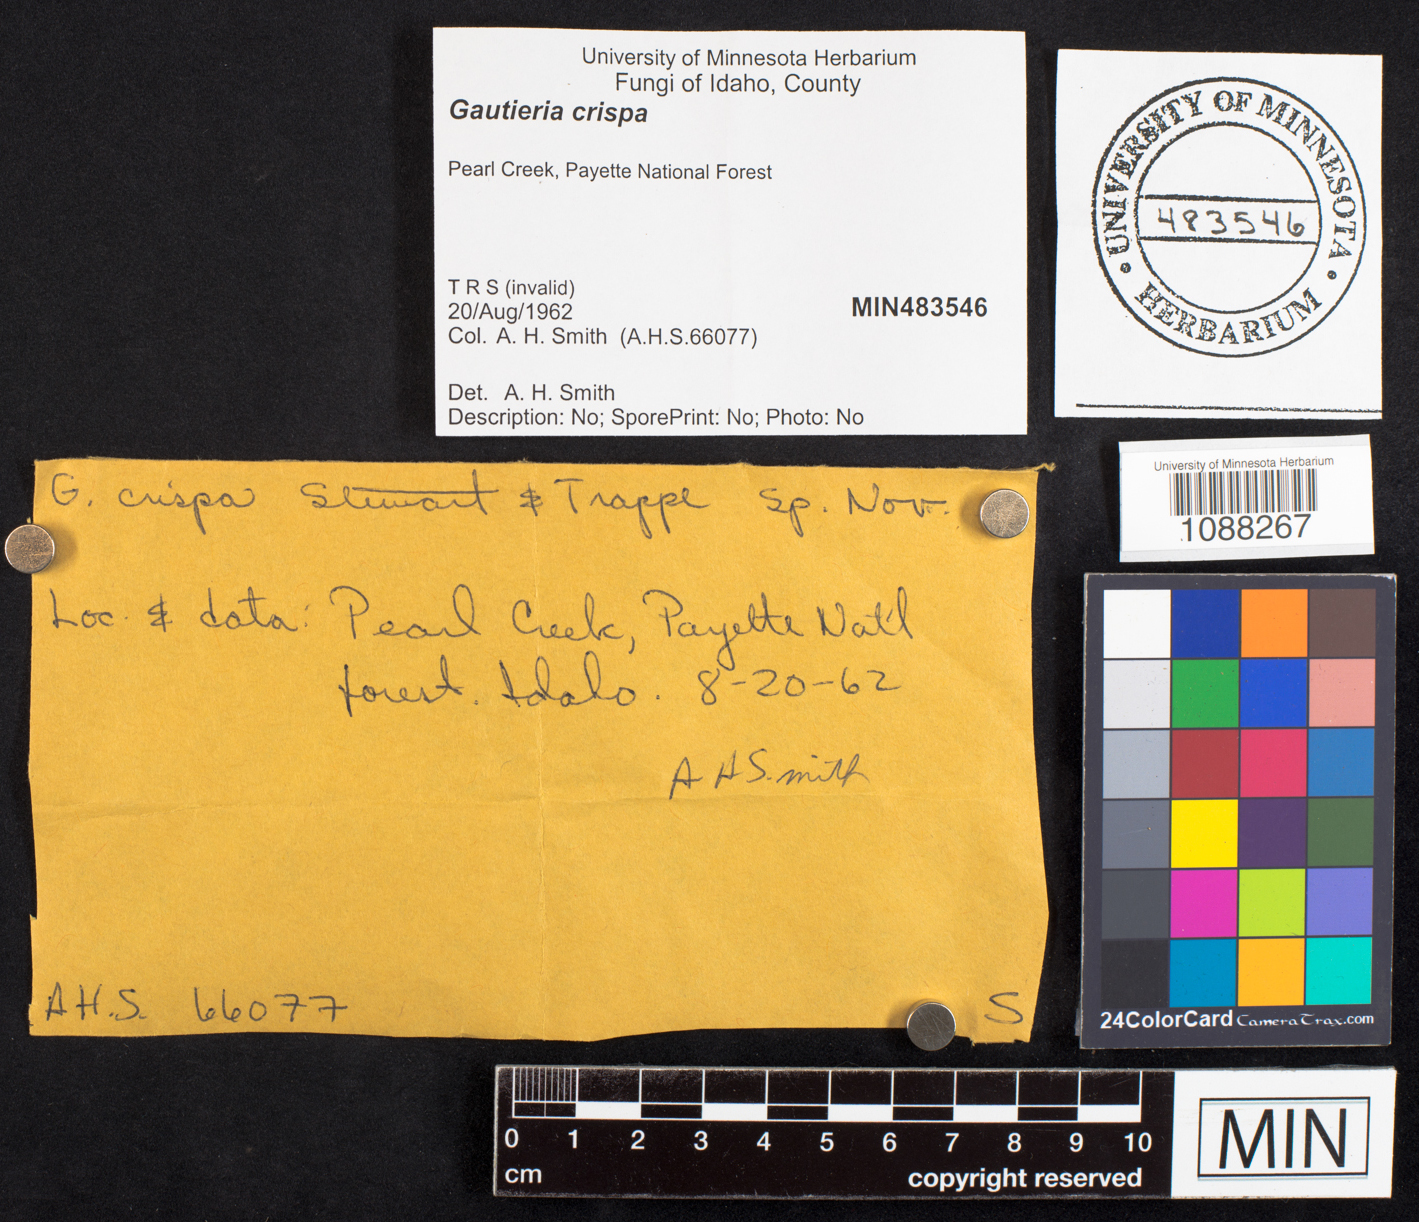 University of Minnesota Herbarium
Fungi of Idaho, County
Gautieria crispa
Pearl Creek, Payette National Forest
T R S (invalid)
20/Aug/1962
MIN483546
Col. A. H. Smith (A.H.S.66077)
Det. A. H. Smith
Description: No; SporePrint: No; Photo: No
UNIVERSITY OF MINNESOTA
483546
• HERBARIUM •
University of Minnesota Herbarium
1088267
G. crispa Stewart & Trappe Sp. Nov.
Loc. & data: Pearl Creek, Payette Nat'l
forest. Idaho. 8-20-62
AHSmith
A.H.S. 66077
S
24ColorCard CameraTrax.com
0 1 2 3 4 5 6 7 8 9 10
cm
copyright reserved
MIN